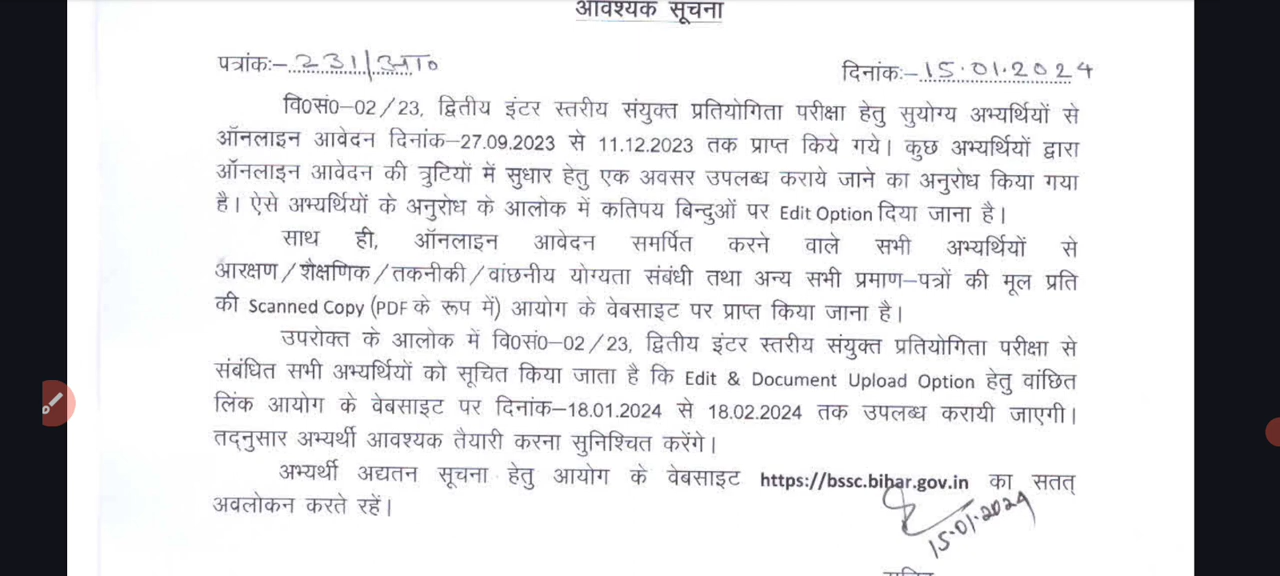 आवश्यक सूचना
पत्रांकः- 231/अ॰रा॰ दिनांकः- 15.01.2024
वि0सं0-02/23, द्वितीय इंटर स्तरीय संयुक्त प्रतियोगिता परीक्षा हेतु सुयोग्य अभ्यर्थियों से
ऑनलाइन आवेदन दिनांक-27.09.2023 से 11.12.2023 तक प्राप्त किये गये। कुछ अभ्यर्थियों द्वारा
ऑनलाइन आवेदन की त्रुटियों में सुधार हेतु एक अवसर उपलब्ध कराये जाने का अनुरोध किया गया
है। ऐसे अभ्यर्थियों के अनुरोध के आलोक में कतिपय बिन्दुओं पर Edit Option दिया जाना है।
साथ ही, ऑनलाइन आवेदन समर्पित करने वाले सभी अभ्यर्थियों से
आरक्षण/शैक्षणिक/तकनीकी/वांछनीय योग्यता संबंधी तथा अन्य सभी प्रमाण-पत्रों की मूल प्रति
की Scanned Copy (PDF के रूप में) आयोग के वेबसाइट पर प्राप्त किया जाना है।
उपरोक्त के आलोक में वि0सं0-02/23, द्वितीय इंटर स्तरीय संयुक्त प्रतियोगिता परीक्षा से
संबंधित सभी अभ्यर्थियों को सूचित किया जाता है कि Edit & Document Upload Option हेतु वांछित
लिंक आयोग के वेबसाइट पर दिनांक-18.01.2024 से 18.02.2024 तक उपलब्ध करायी जाएगी।
तद्नुसार अभ्यर्थी आवश्यक तैयारी करना सुनिश्चित करेंगे।
अभ्यर्थी अद्यतन सूचना हेतु आयोग के वेबसाइट https://bssc.bihar.gov.in का सतत्
अवलोकन करते रहें।
15.01.2024